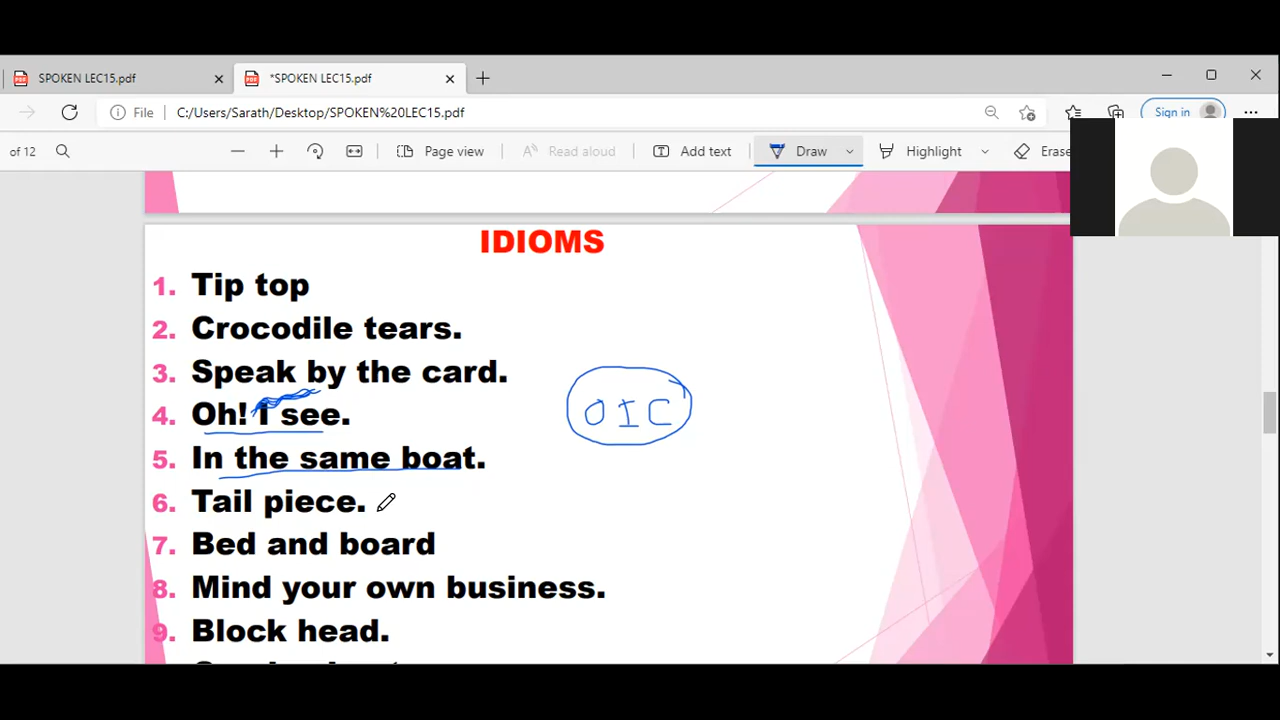 SPOKEN LEC15.pdf
*SPOKEN LEC15.pdf
File C:/Users/Sarath/Desktop/SPOKEN%20LEC15.pdf
Sign in
of 12
Page view
Read aloud
Add text
Draw
Highlight
Erase
IDIOMS
1. Tip top
2. Crocodile tears.
3. Speak by the card.
4. Oh! I see.
OIC
5. In the same boat.
6. Tail piece.
7. Bed and board
8. Mind your own business.
9. Block head.